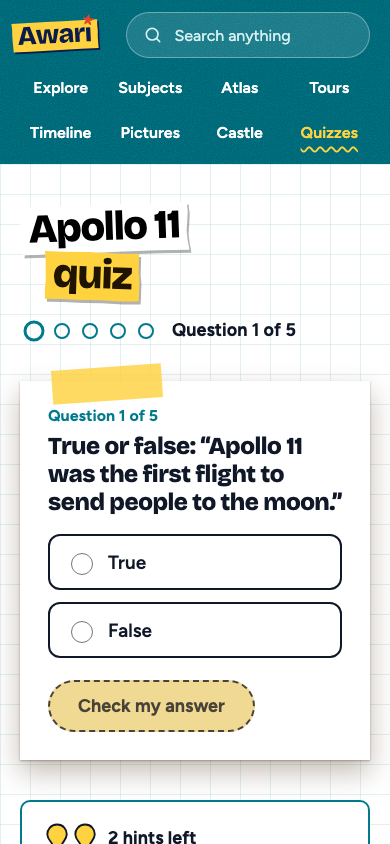 Awari
Search anything
Explore Subjects Atlas Tours
Timeline Pictures Castle Quizzes
Apollo 11
quiz
Question 1 of 5
Question 1 of 5
True or false: “Apollo 11
was the first flight to
send people to the moon.”
True
False
Check my answer
2 hints left